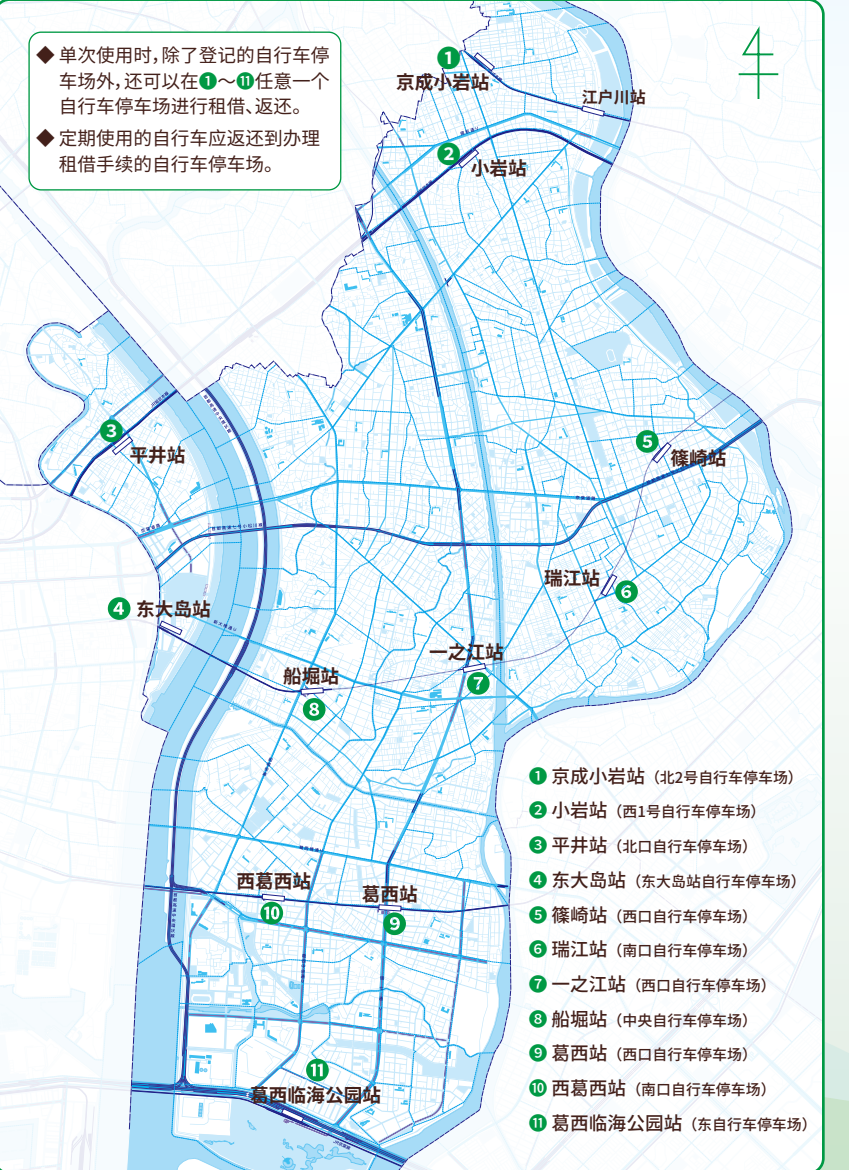 ◆ 单次使用时,除了登记的自行车停
车场外,还可以在❶～⓫任意一个
自行车停车场进行租借、返还。
◆ 定期使用的自行车应返还到办理
租借手续的自行车停车场。
❶
京成小岩站
江户川站
❷
小岩站
❸
平井站
❺
篠崎站
瑞江站
❻
❹ 东大岛站
一之江站
❼
船堀站
❽
西葛西站
❿
葛西站
❾
⓫
葛西临海公园站
❶ 京成小岩站（北2号自行车停车场）
❷ 小岩站（西1号自行车停车场）
❸ 平井站（北口自行车停车场）
❹ 东大岛站（东大岛站自行车停车场）
❺ 篠崎站（西口自行车停车场）
❻ 瑞江站（南口自行车停车场）
❼ 一之江站（西口自行车停车场）
❽ 船堀站（中央自行车停车场）
❾ 葛西站（西口自行车停车场）
❿ 西葛西站（南口自行车停车场）
⓫ 葛西临海公园站（东自行车停车场）